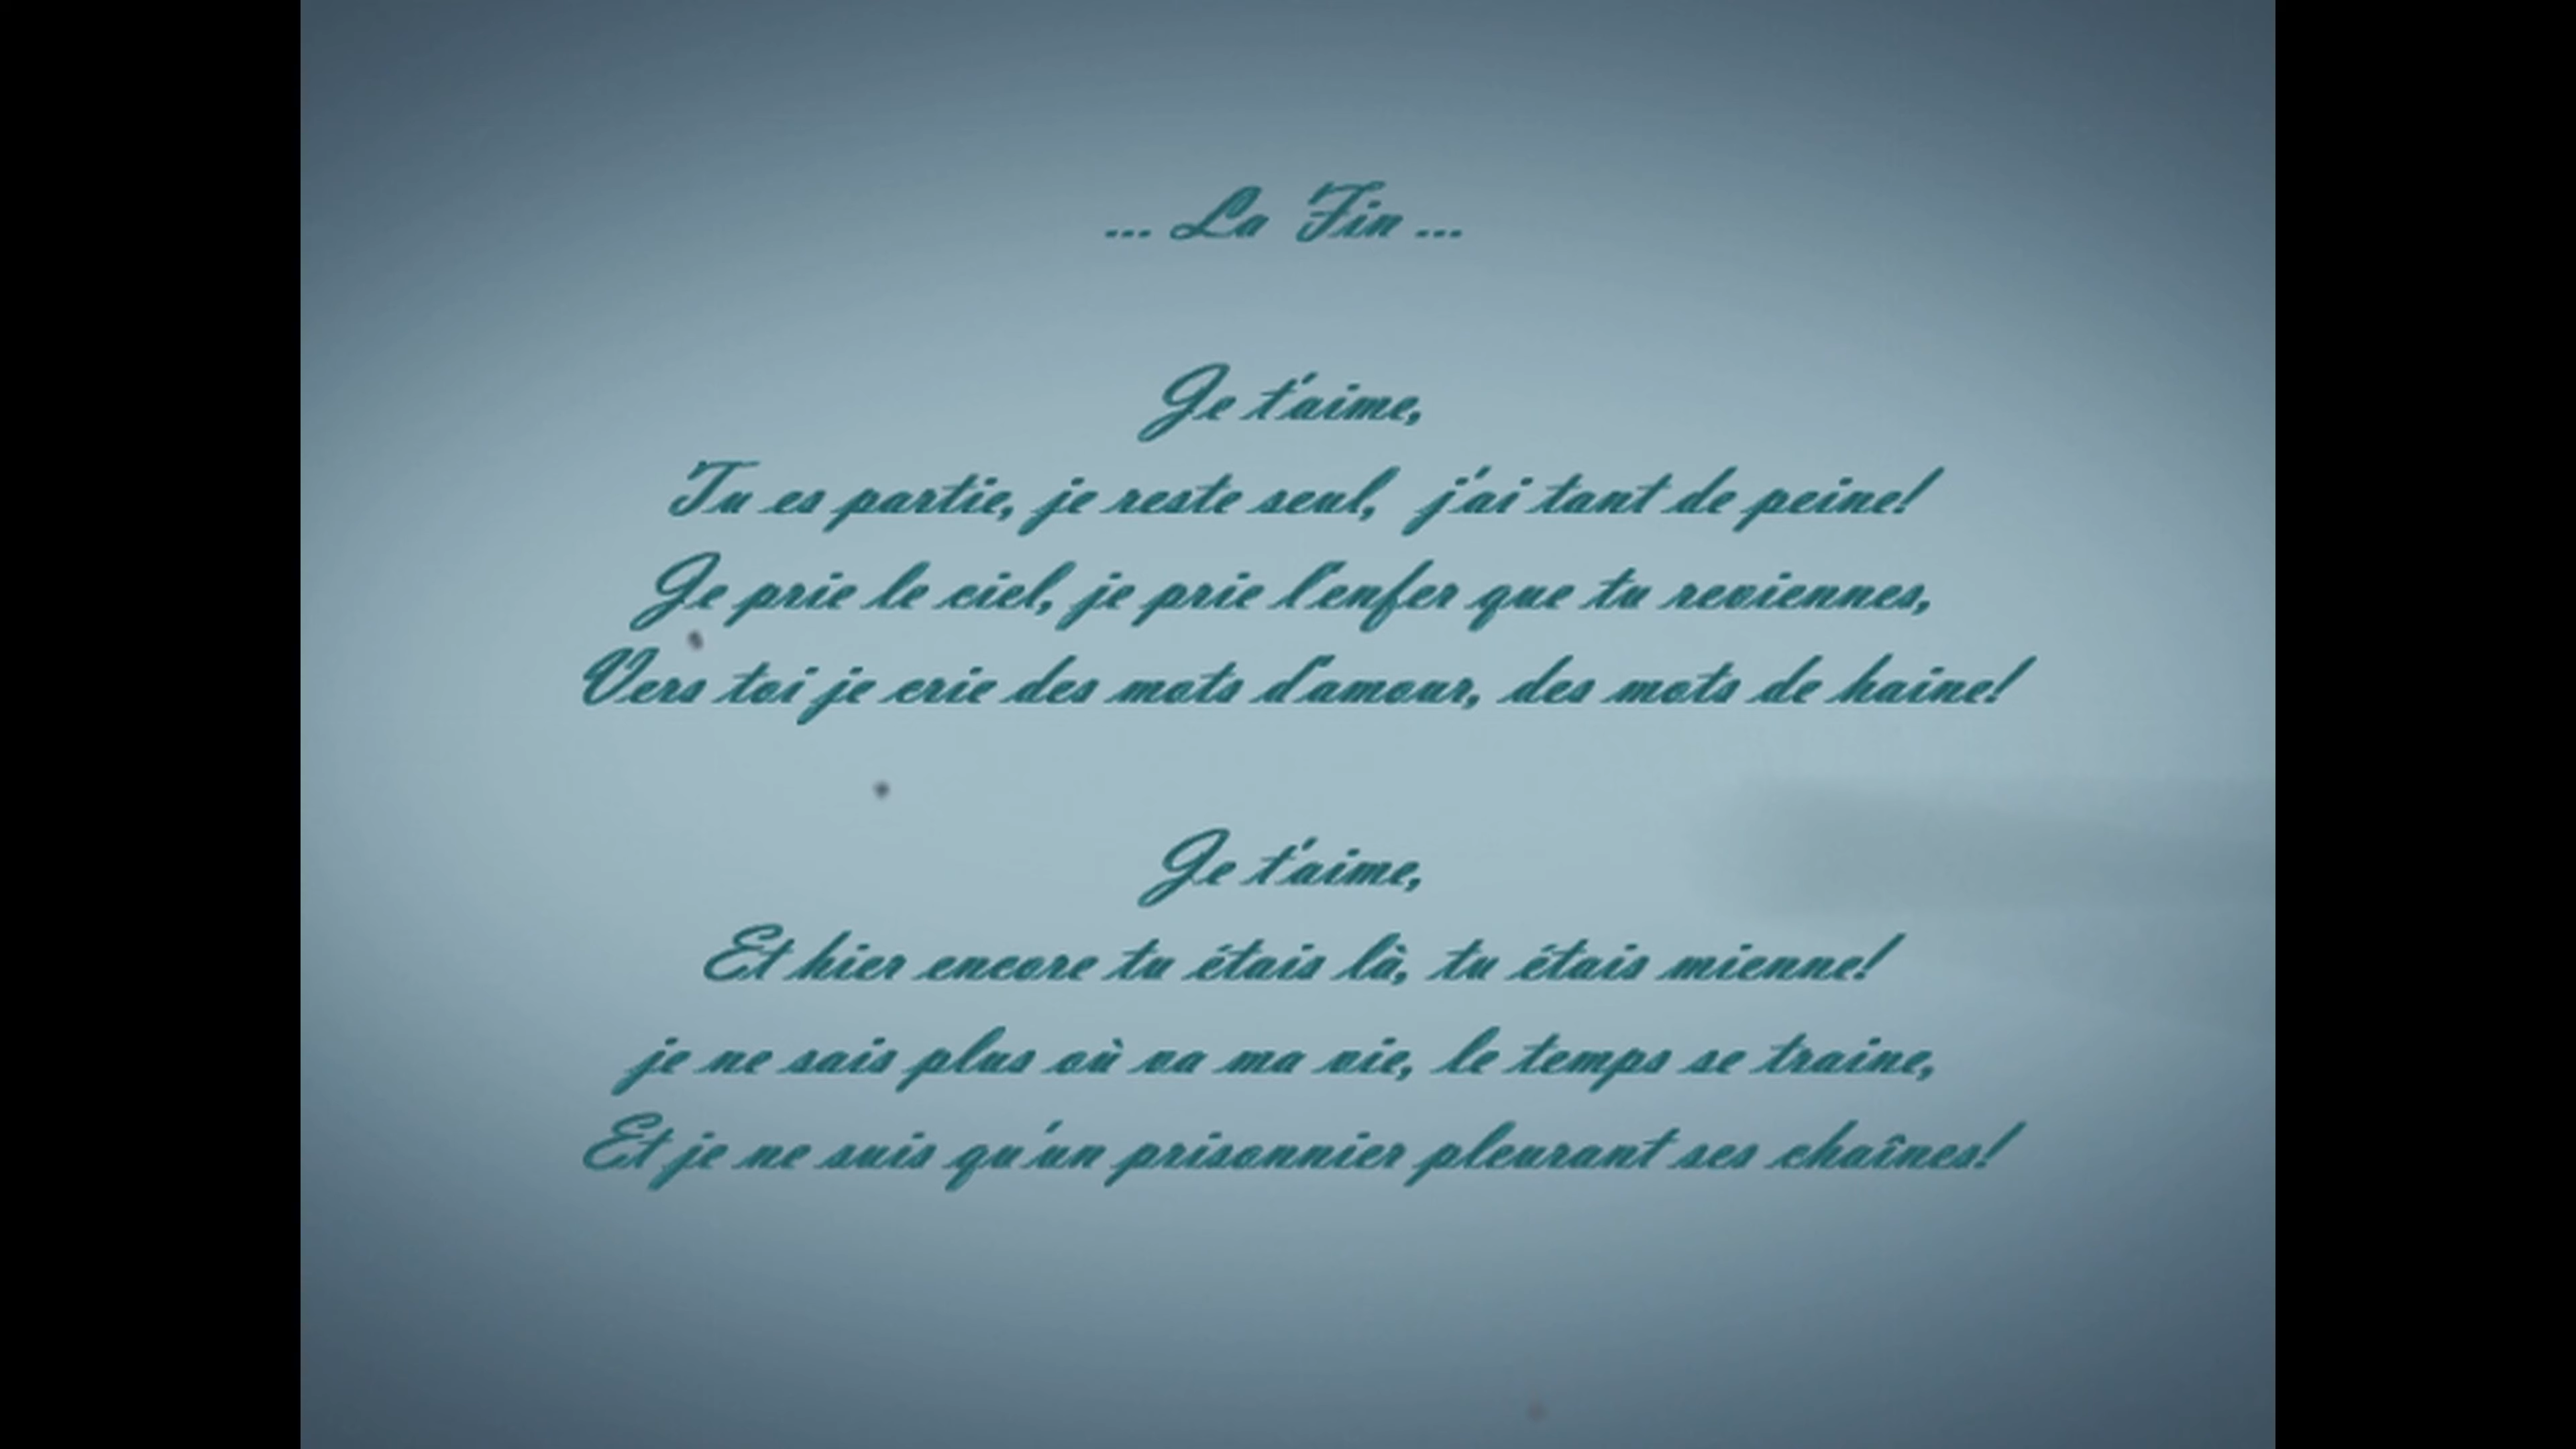 ... La Fin ...
Je t'aime,
Tu es partie, je reste seul, j'ai tant de peine!
Je prie le ciel, je prie l'enfer que tu reviennes,
Vers toi je crie des mots d'amour, des mots de haine!
Je t'aime,
Et hier encore tu étais là, tu étais mienne!
je ne sais plus où va ma vie, le temps se traine,
Et je ne suis qu'un prisonnier pleurant ses chaînes!